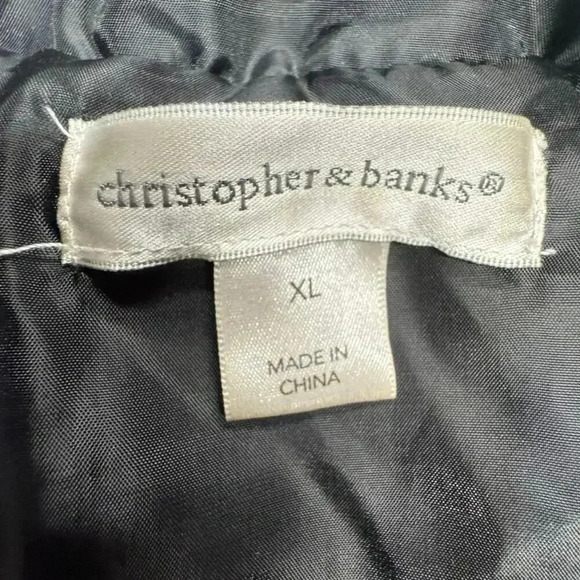 christopher & banks®
XL
MADE IN
CHINA